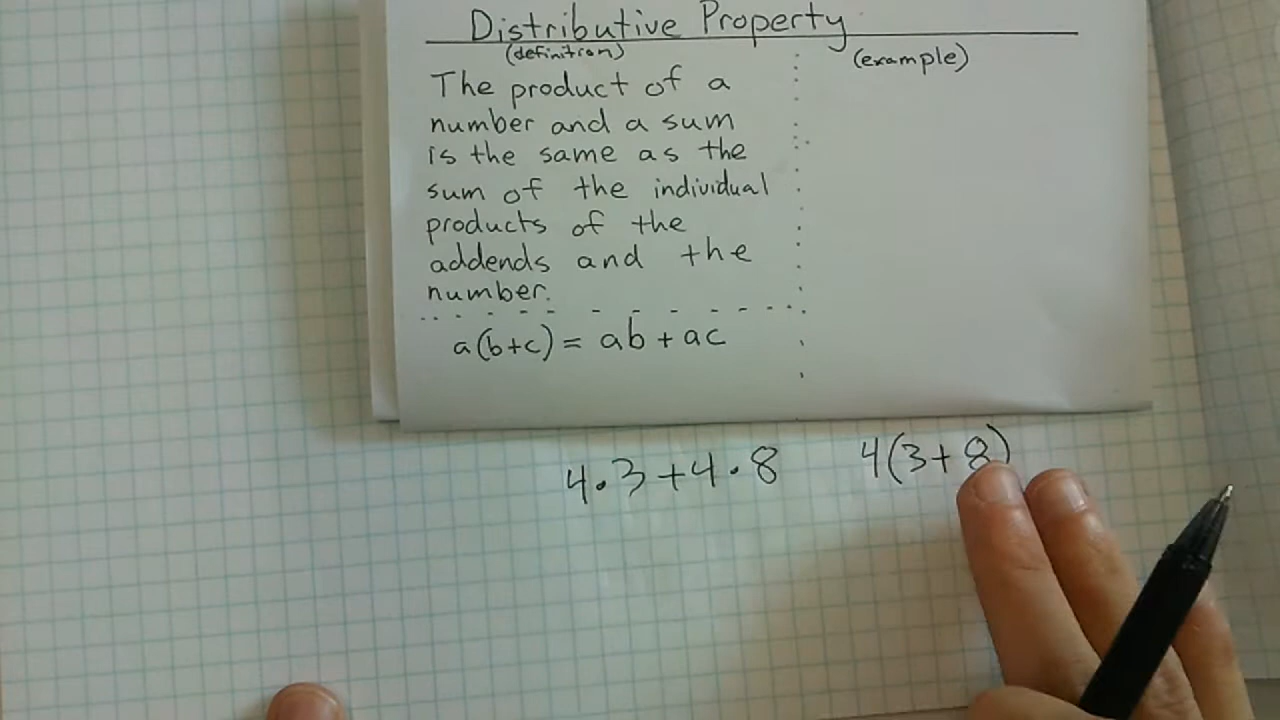 Distributive Property
(definition)
(example)
The product of a
number and a sum
is the same as the
sum of the individual
products of the
addends and the
number.
a(b+c) = ab + ac
4·3+4·8
4(3+8)